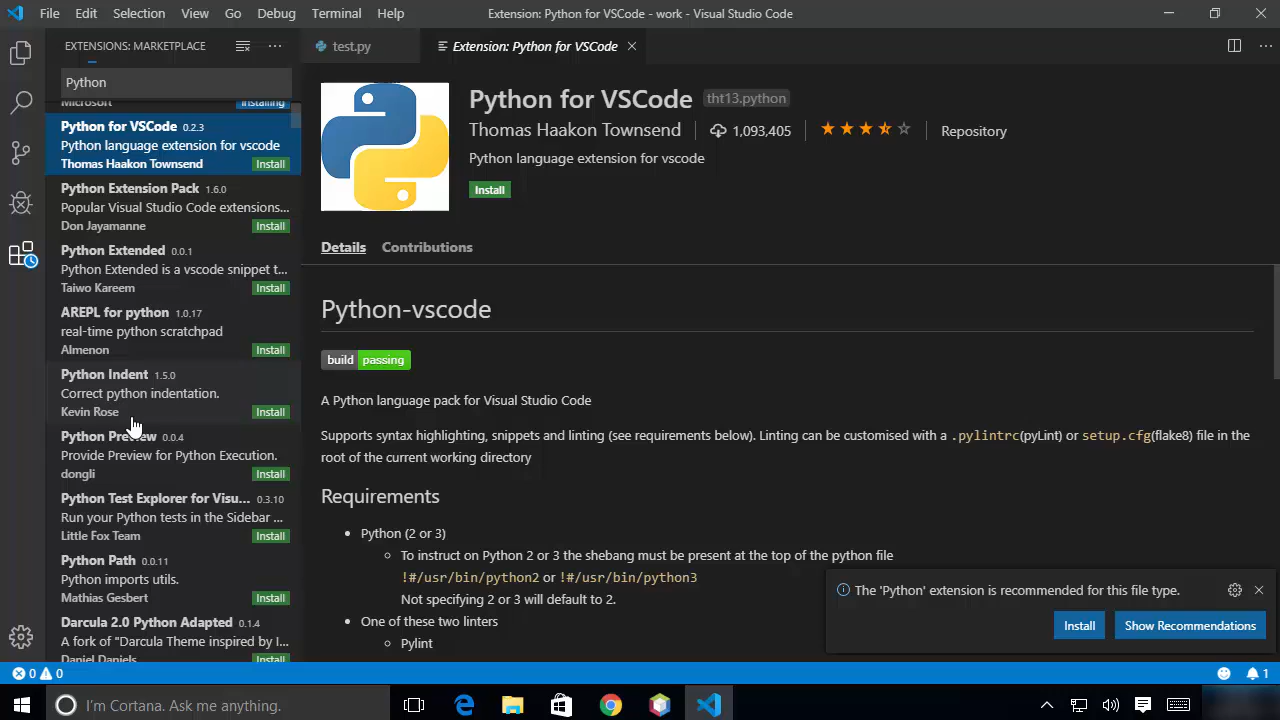 File Edit Selection View Go Debug Terminal Help
Extension: Python for VSCode - work - Visual Studio Code
EXTENSIONS: MARKETPLACE
Python
Microsoft Installing
Python for VSCode 0.2.3
Python language extension for vscode
Thomas Haakon Townsend Install
Python Extension Pack 1.6.0
Popular Visual Studio Code extensions...
Don Jayamanne Install
Python Extended 0.0.1
Python Extended is a vscode snippet t...
Taiwo Kareem Install
AREPL for python 1.0.17
real-time python scratchpad
Almenon Install
Python Indent 1.5.0
Correct python indentation.
Kevin Rose Install
Python Preview 0.0.4
Provide Preview for Python Execution.
dongli Install
Python Test Explorer for Visu... 0.3.10
Run your Python tests in the Sidebar ...
Little Fox Team Install
Python Path 0.0.11
Python imports utils.
Mathias Gesbert Install
Darcula 2.0 Python Adapted 0.1.4
A fork of "Darcula Theme inspired by I...
Daniel Daniels Install
test.py
Extension: Python for VSCode
Python for VSCode tht13.python
Thomas Haakon Townsend 1,093,405 Repository
Python language extension for vscode
Install
Details Contributions
Python-vscode
build passing
A Python language pack for Visual Studio Code
Supports syntax highlighting, snippets and linting (see requirements below). Linting can be customised with a .pylintrc(pyLint) or setup.cfg(flake8) file in the
root of the current working directory
Requirements
• Python (2 or 3)
◦ To instruct on Python 2 or 3 the shebang must be present at the top of the python file
!#/usr/bin/python2 or !#/usr/bin/python3
Not specifying 2 or 3 will default to 2.
• One of these two linters
◦ Pylint
The 'Python' extension is recommended for this file type.
Install Show Recommendations
0 0
1
I'm Cortana. Ask me anything.